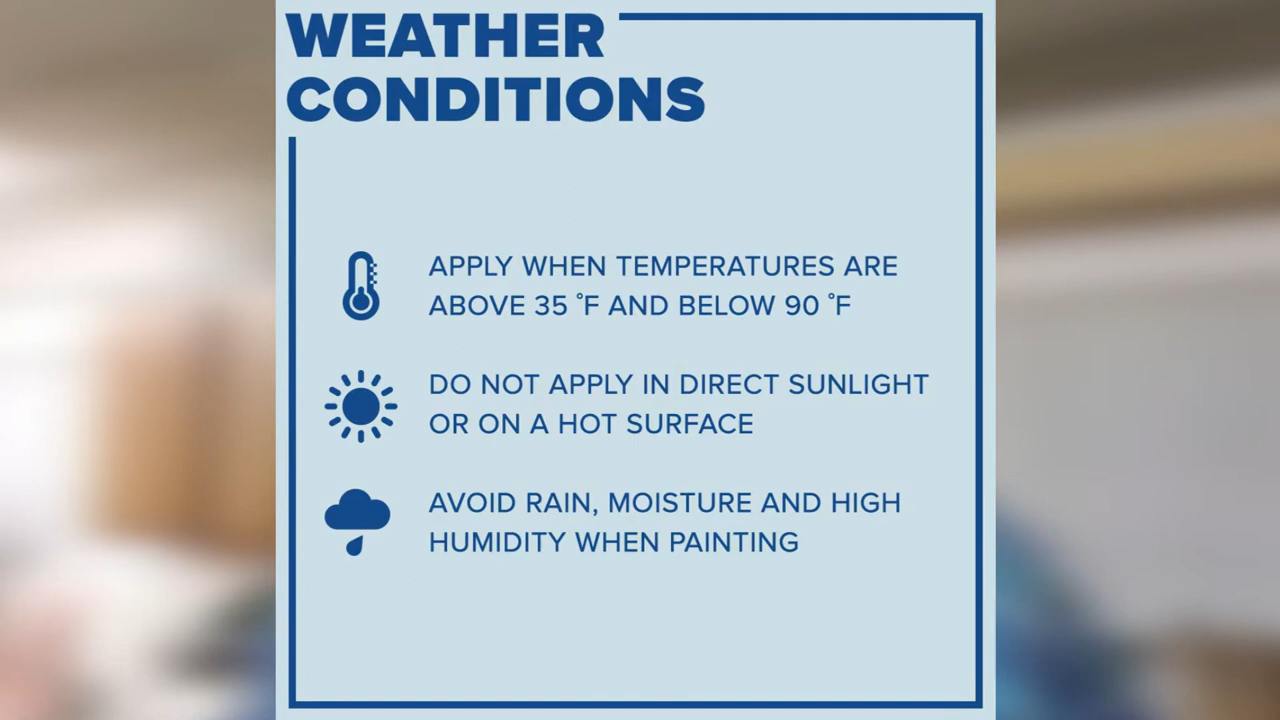 WEATHER
CONDITIONS
APPLY WHEN TEMPERATURES ARE
ABOVE 35 °F AND BELOW 90 °F
DO NOT APPLY IN DIRECT SUNLIGHT
OR ON A HOT SURFACE
AVOID RAIN, MOISTURE AND HIGH
HUMIDITY WHEN PAINTING